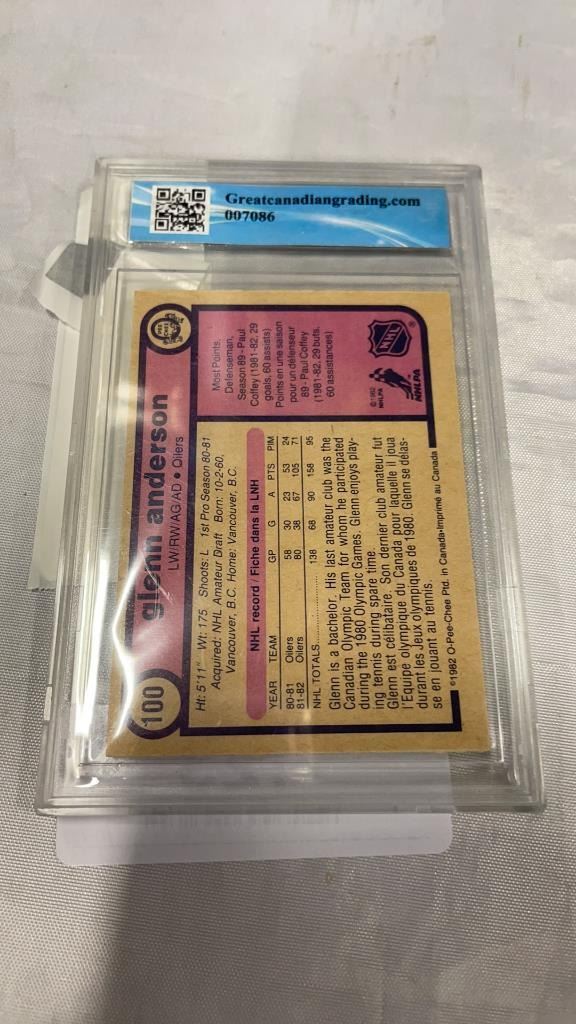 Greatcanadiangrading.com
007086
100
glenn anderson
LW/RW/AG/AD • Oilers
Ht: 5'11" Wt: 175 Shoots: L 1st Pro Season 80-81
Acquired: NHL Amateur Draft Born: 10-2-60,
Vancouver, B.C. Home: Vancouver, B.C.
NHL record / Fiche dans la LNH
YEAR TEAM GP G A PTS PIM
80-81 Oilers 58 30 23 53 24
81-82 Oilers 80 38 67 105 71
NHL TOTALS 138 68 90 158 95
Glenn is a bachelor. His last amateur club was the
Canadian Olympic Team for whom he participated
during the 1980 Olympic Games. Glenn enjoys play-
ing tennis during spare time.
Glenn est célibataire. Son dernier club amateur fut
l'Equipe olympique du Canada pour laquelle il joua
durant les Jeux olympiques de 1980. Glenn se délas-
se en jouant au tennis.
Most Points,
Defenseman,
Season 89 - Paul
Coffey (1981-82, 29
goals, 60 assists)
Points en une saison
pour un défenseur
89 - Paul Coffey
(1981-82, 29 buts,
60 assistances)
©1982
NHLPA
NHLPA
NHL
®
©1982 O-Pee-Chee Ptd. in Canada-Imprimé au Canada